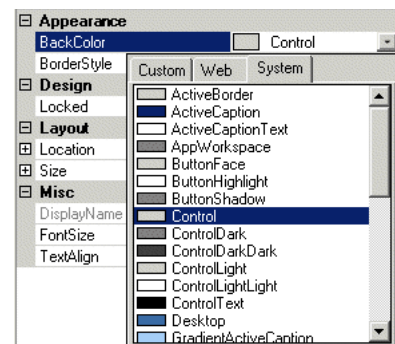 Appearance
BackColor Control
BorderStyle
Custom Web System
Design
Locked
Layout
Location
Size
Misc
DisplayName
FontSize
TextAlign
ActiveBorder
ActiveCaption
ActiveCaptionText
AppWorkspace
ButtonFace
ButtonHighlight
ButtonShadow
Control
ControlDark
ControlDarkDark
ControlLight
ControlLightLight
ControlText
Desktop
GradientActiveCaption